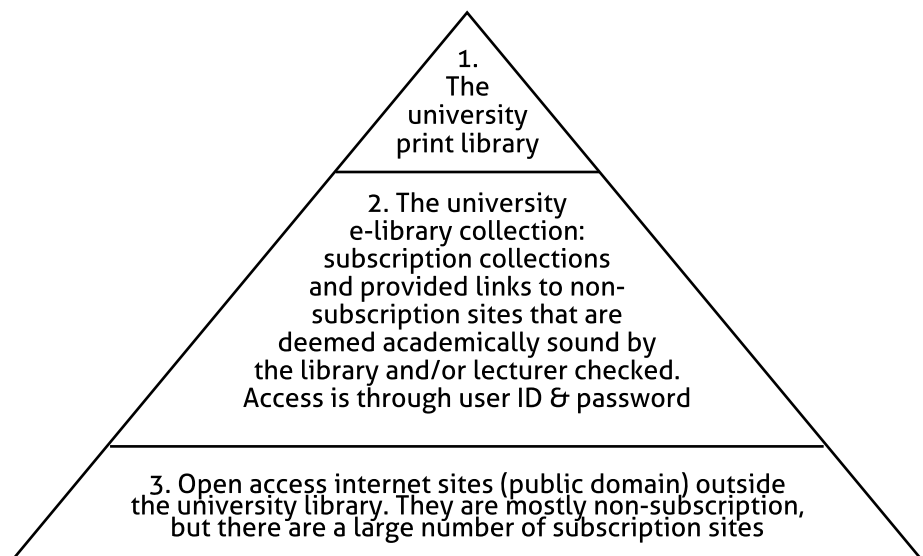 1.
The
university
print library
2. The university
e-library collection:
subscription collections
and provided links to non-
subscription sites that are
deemed academically sound by
the library and/or lecturer checked.
Access is through user ID & password
3. Open access internet sites (public domain) outside
the university library. They are mostly non-subscription,
but there are a large number of subscription sites